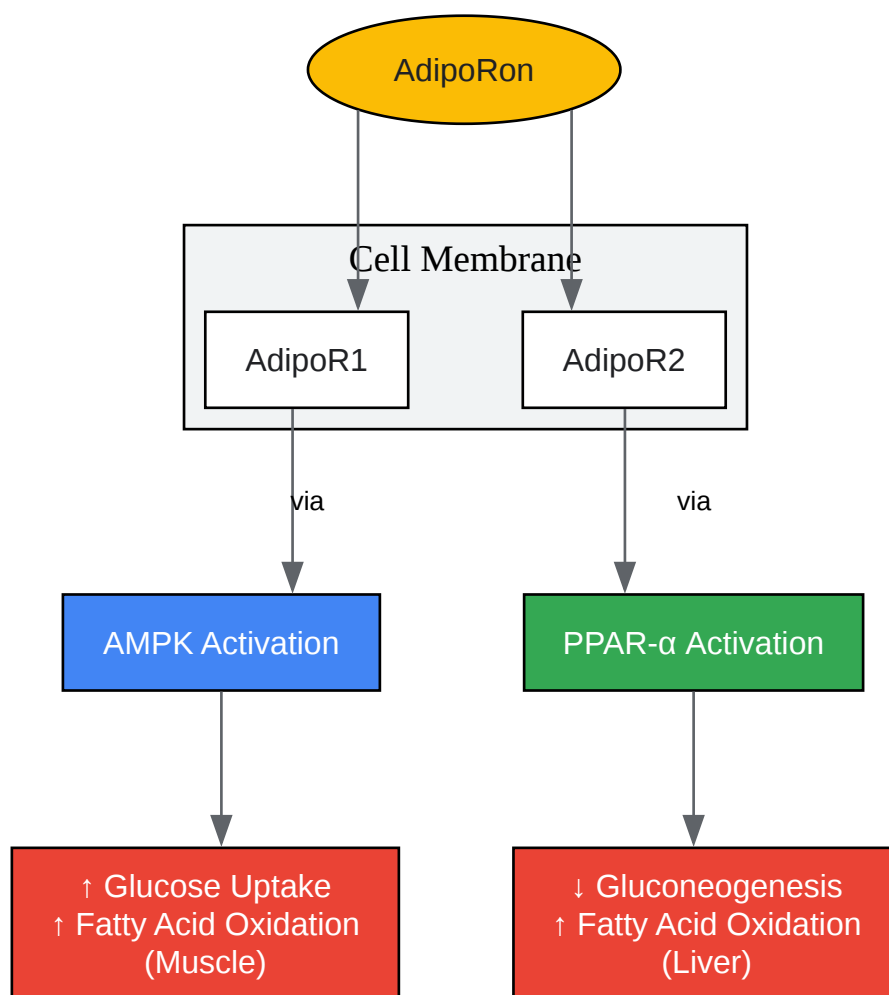 AdipoRon
Cell Membrane
AdipoR1
AdipoR2
via
via
AMPK Activation
PPAR-α Activation
↑ Glucose Uptake
↑ Fatty Acid Oxidation
(Muscle)
↓ Gluconeogenesis
↑ Fatty Acid Oxidation
(Liver)